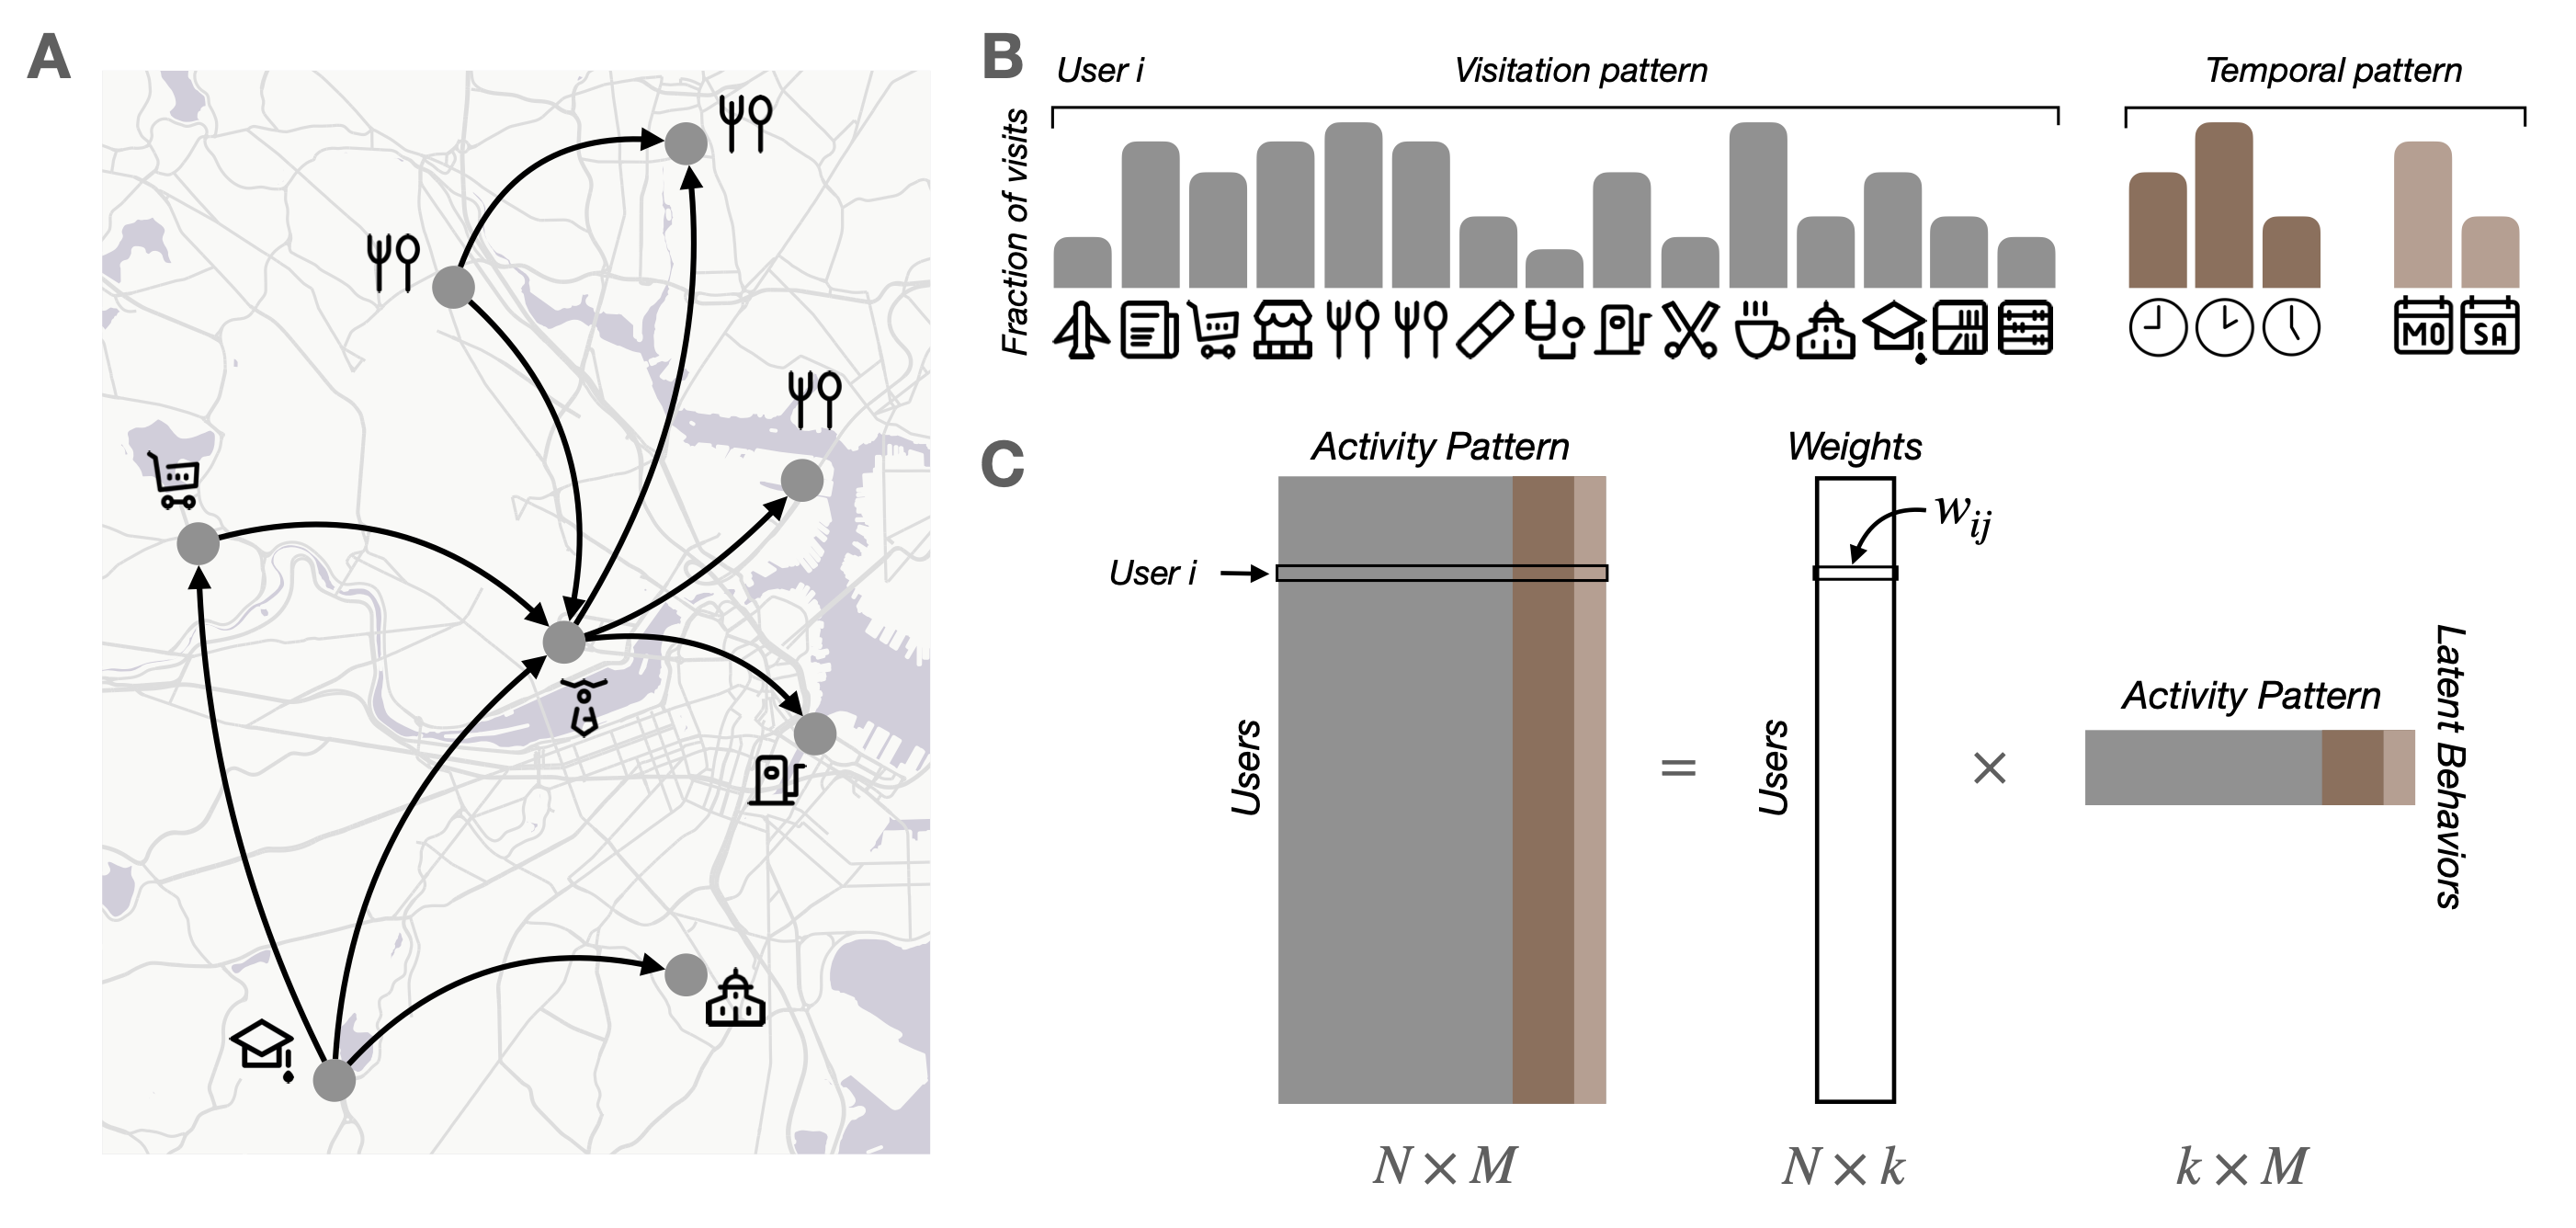 A
B
User i
Visitation pattern
Temporal pattern
Fraction of visits
MO
SA
C
Activity Pattern
Weights
w_ij
User i
Users
=
Users
×
Activity Pattern
Latent Behaviors
N × M
N × k
k × M